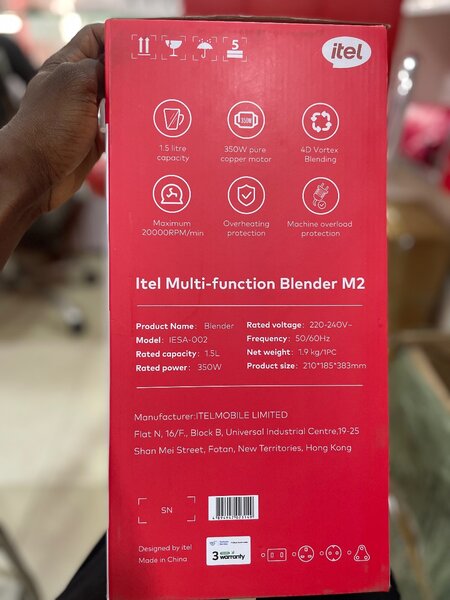 5
itel
1.5 litre
capacity
350W
350W pure
copper motor
4D Vortex
Blending
Maximum
20000RPM/min
Overheating
protection
Machine overload
protection
Itel Multi-function Blender M2
Product Name: Blender
Model: IESA-002
Rated capacity: 1.5L
Rated power: 350W
Rated voltage: 220-240V~
Frequency: 50/60Hz
Net weight: 1.9 kg/1PC
Product size: 210*185*383mm
Manufacturer:ITELMOBILE LIMITED
Flat N, 16/F., Block B, Universal Industrial Centre,19-25
Shan Mei Street, Fotan, New Territories, Hong Kong
SN
Designed by itel
Made in China
3
warranty